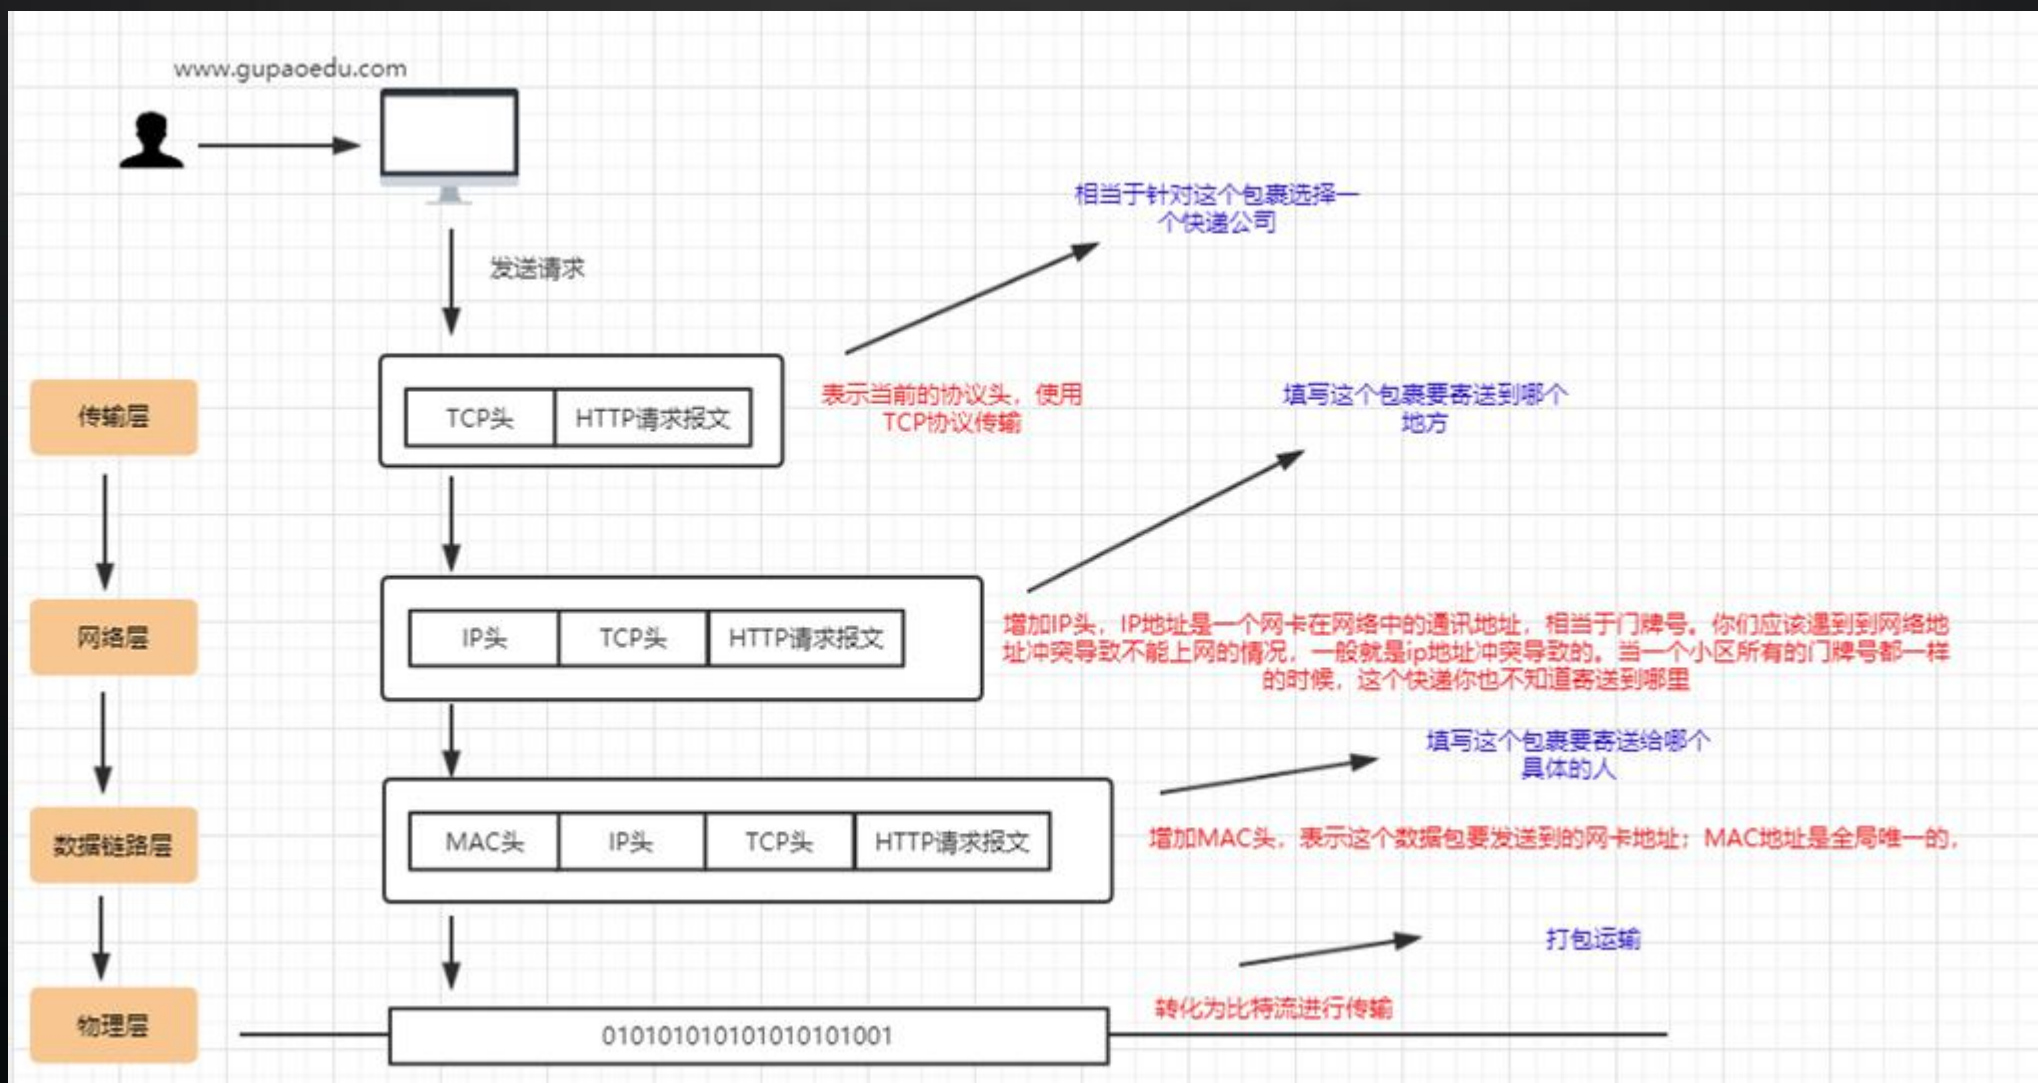 www.gupaoedu.com
发送请求
相当于针对这个包裹选择一
个快递公司
传输层
TCP头
HTTP请求报文
表示当前的协议头，使用
TCP协议传输
填写这个包裹要寄送到哪个
地方
网络层
IP头
TCP头
HTTP请求报文
增加IP头，IP地址是一个网卡在网络中的通讯地址，相当于门牌号。你们应该遇到到网络地
址冲突导致不能上网的情况，一般就是ip地址冲突导致的。当一个小区所有的门牌号都一样
的时候，这个快递你也不知道寄送到哪里
填写这个包裹要寄送给哪个
具体的人
数据链路层
MAC头
IP头
TCP头
HTTP请求报文
增加MAC头，表示这个数据包要发送到的网卡地址；MAC地址是全局唯一的，
打包运输
转化为比特流进行传输
物理层
010101010101010101001